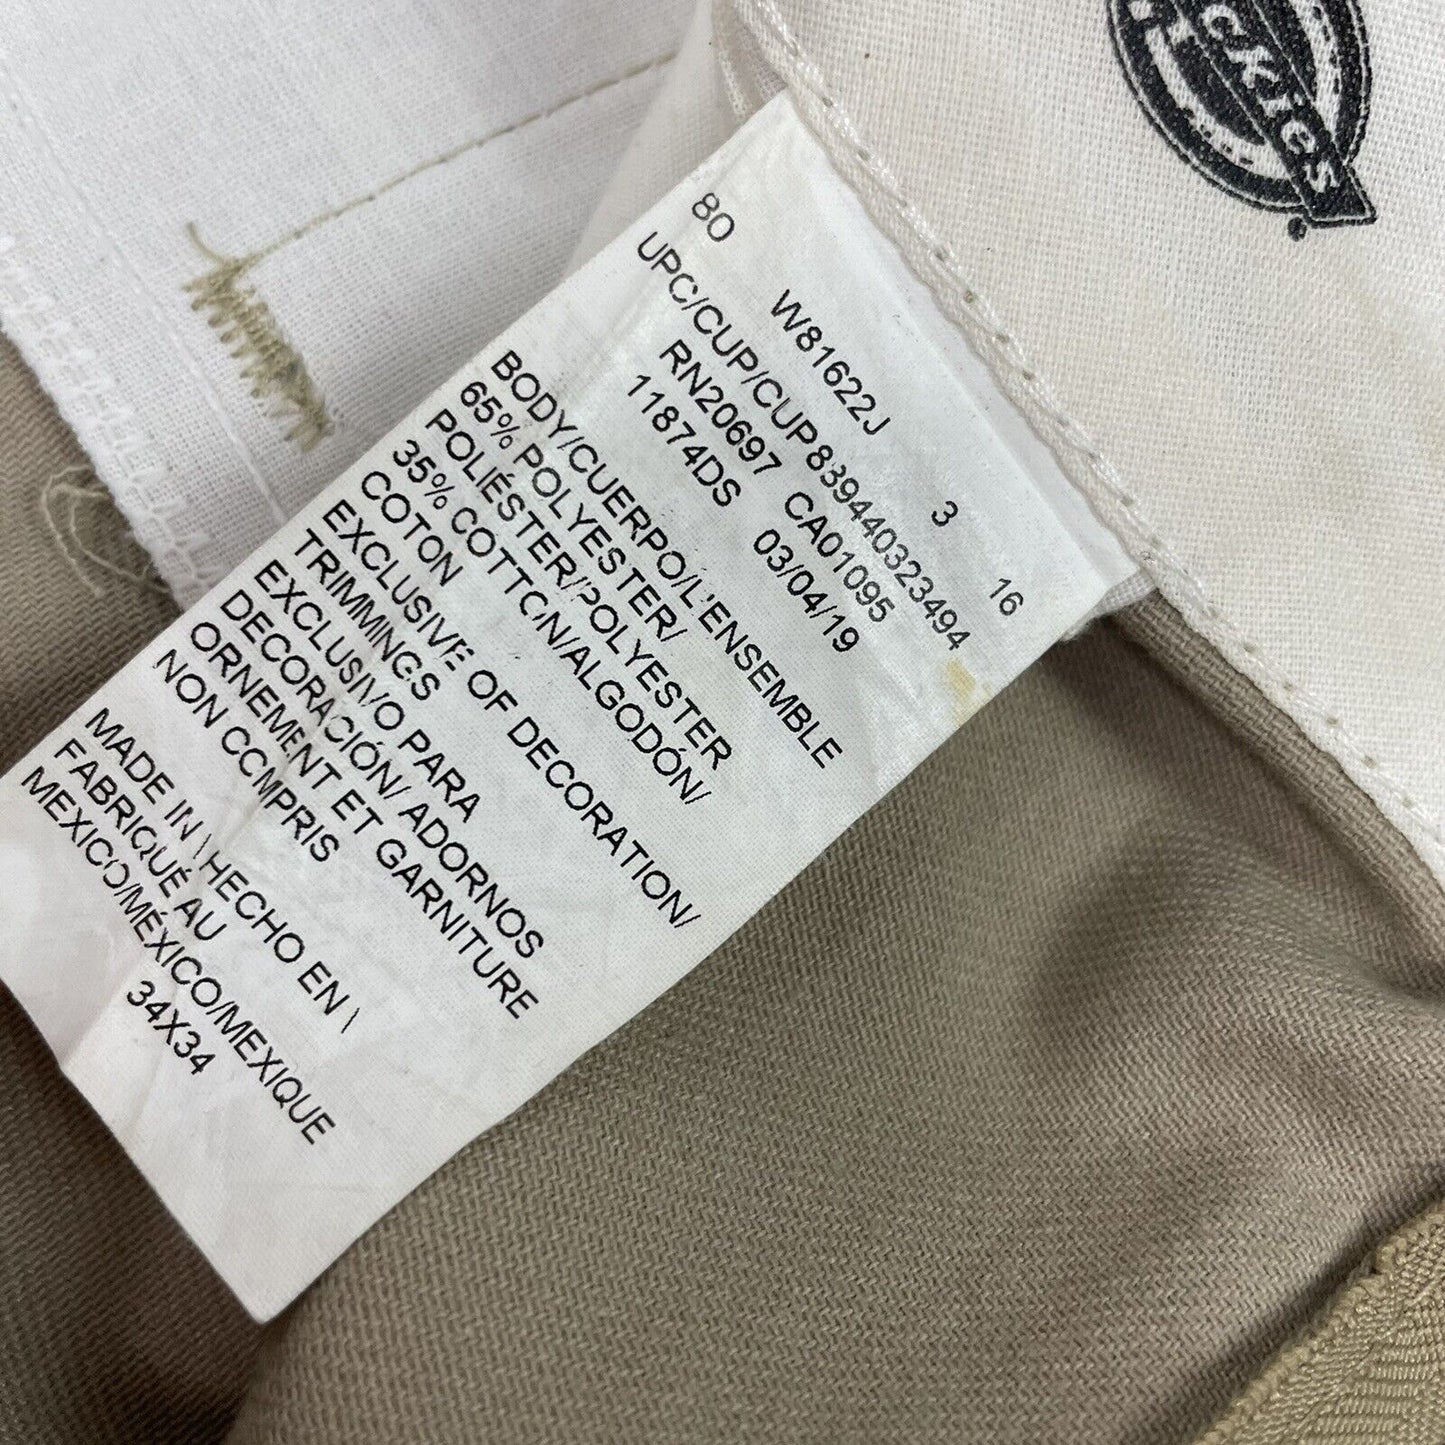 ckies
80 W81622J 3 16
UPC/CUP/CUP 889440323494
RN20697 CA01095
11874DS 03/04/19
BODY/CUERPO/L'ENSEMBLE
65% POLYESTER/
POLIÉSTER/POLYESTER
35% COTTON/ALGODÓN/
COTON
EXCLUSIVE OF DECORATION/
TRIMMINGS
EXCLUSIVO PARA
DECORACIÓN/ ADORNOS
ORNEMENT ET GARNITURE
NON COMPRIS
MADE IN \ HECHO EN \
FABRIQUÉ AU
MEXICO/MÉXICO/MEXIQUE
34X34